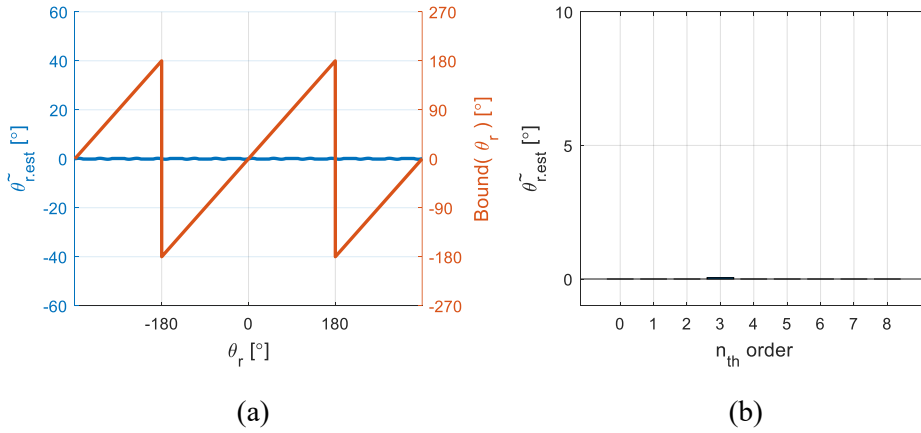 60
40
20
0
-20
-40
-60
θ̃r.est [°]
270
180
90
0
-90
-180
-270
Bound( θr ) [°]
-180 0 180
θr [°]
(a)
10
5
0
θ̃r.est [°]
0 1 2 3 4 5 6 7 8
nth order
(b)